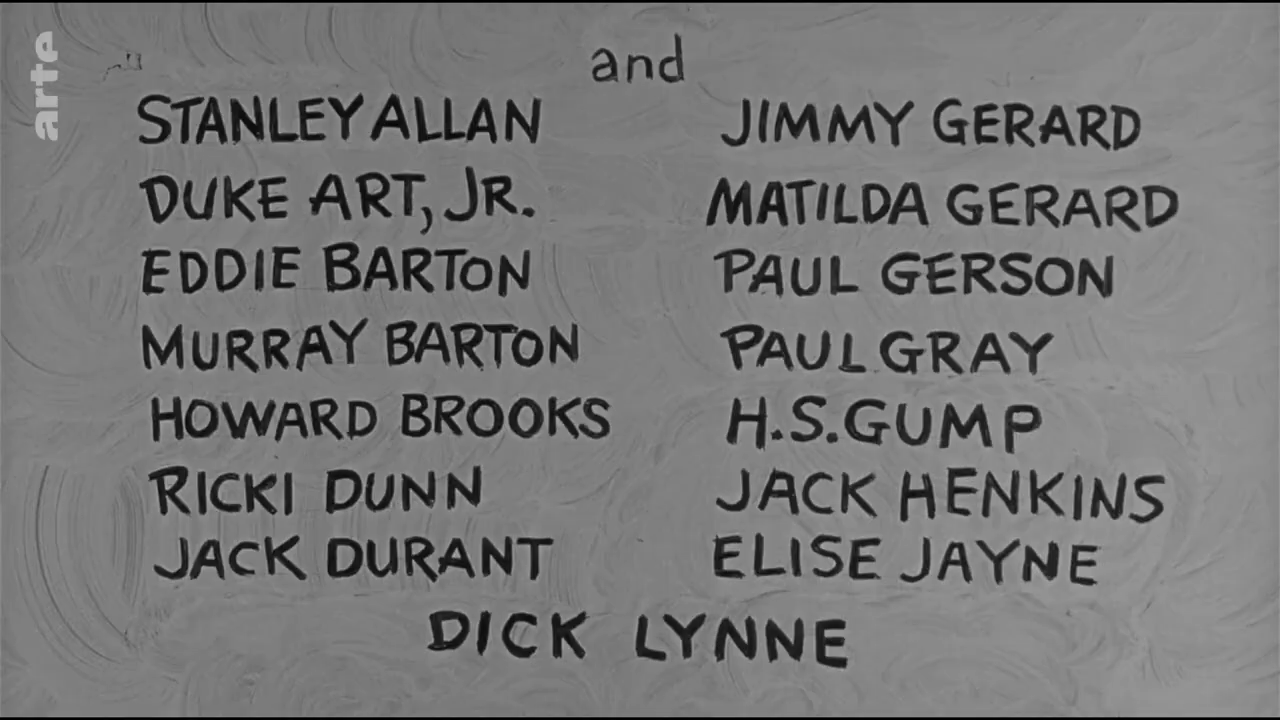 arte
and
STANLEY ALLAN
DUKE ART, JR.
EDDIE BARTON
MURRAY BARTON
HOWARD BROOKS
RICKI DUNN
JACK DURANT
JIMMY GERARD
MATILDA GERARD
PAUL GERSON
PAUL GRAY
H.S. GUMP
JACK HENKINS
ELISE JAYNE
DICK LYNNE